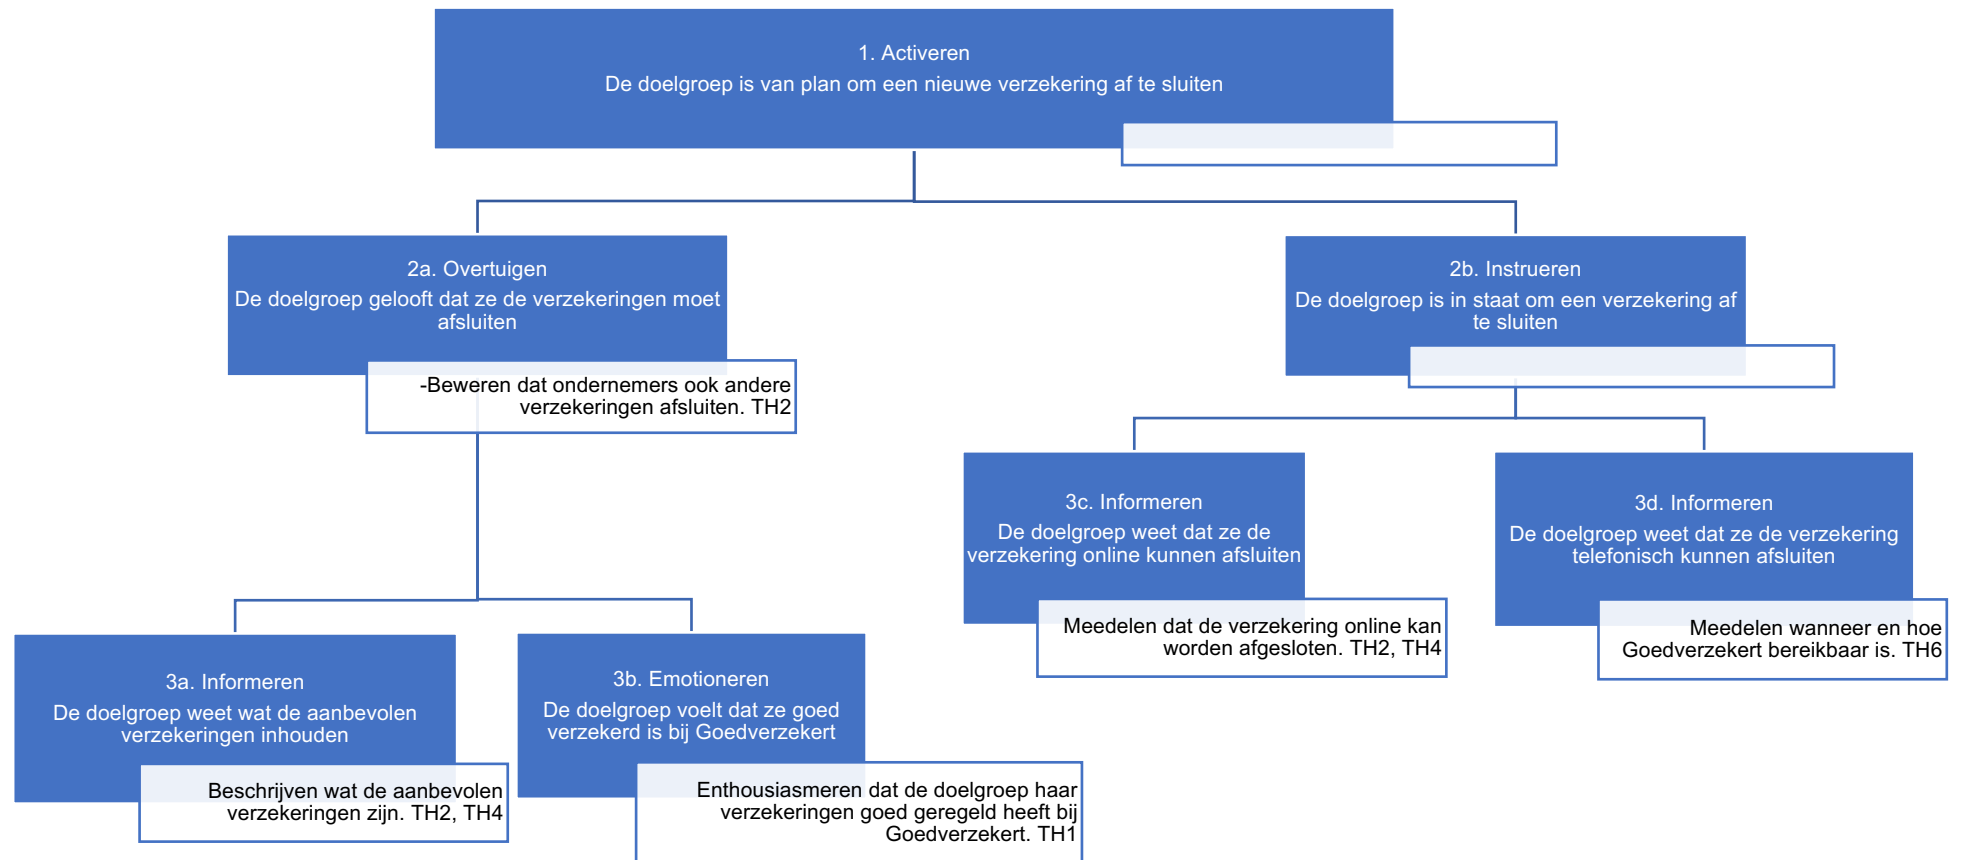 1. Activeren
De doelgroep is van plan om een nieuwe verzekering af te sluiten
2a. Overtuigen
De doelgroep gelooft dat ze de verzekeringen moet
afsluiten
-Beweren dat ondernemers ook andere
verzekeringen afsluiten. TH2
2b. Instrueren
De doelgroep is in staat om een verzekering af
te sluiten
3c. Informeren
De doelgroep weet dat ze de
verzekering online kunnen afsluiten
Meedelen dat de verzekering online kan
worden afgesloten. TH2, TH4
3d. Informeren
De doelgroep weet dat ze de verzekering
telefonisch kunnen afsluiten
Meedelen wanneer en hoe
Goedverzekert bereikbaar is. TH6
3a. Informeren
De doelgroep weet wat de aanbevolen
verzekeringen inhouden
Beschrijven wat de aanbevolen
verzekeringen zijn. TH2, TH4
3b. Emotioneren
De doelgroep voelt dat ze goed
verzekerd is bij Goedverzekert
Enthousiasmeren dat de doelgroep haar
verzekeringen goed geregeld heeft bij
Goedverzekert. TH1